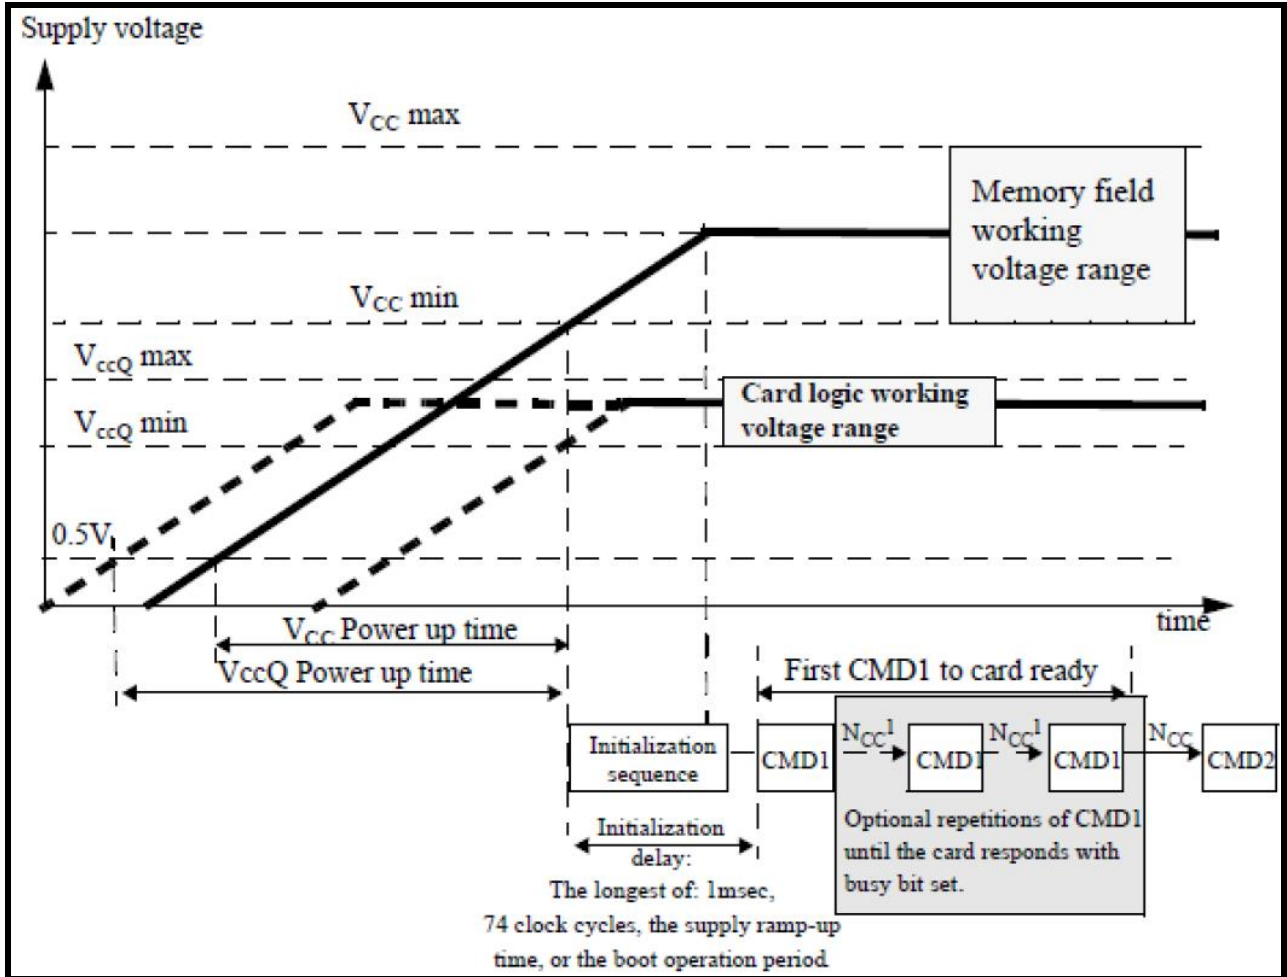 Supply voltage
V_CC max
Memory field
working
voltage range
V_CC min
V_ccQ max
Card logic working
voltage range
V_ccQ min
0.5V
time
V_CC Power up time
VccQ Power up time
First CMD1 to card ready
Initialization
sequence
CMD1
N_CC^1
CMD1
N_CC^1
CMD1
N_CC
CMD2
Optional repetitions of CMD1
until the card responds with
busy bit set.
Initialization
delay:
The longest of: 1msec,
74 clock cycles, the supply ramp-up
time, or the boot operation period